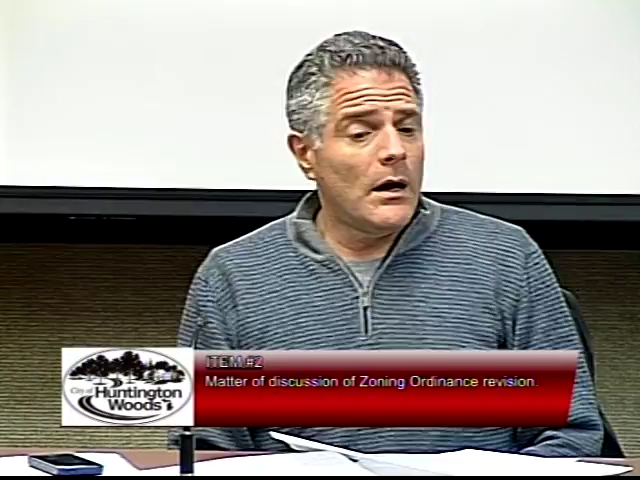 ITEM #2
Matter of discussion of Zoning Ordinance revision.
City of
Huntington
Woods